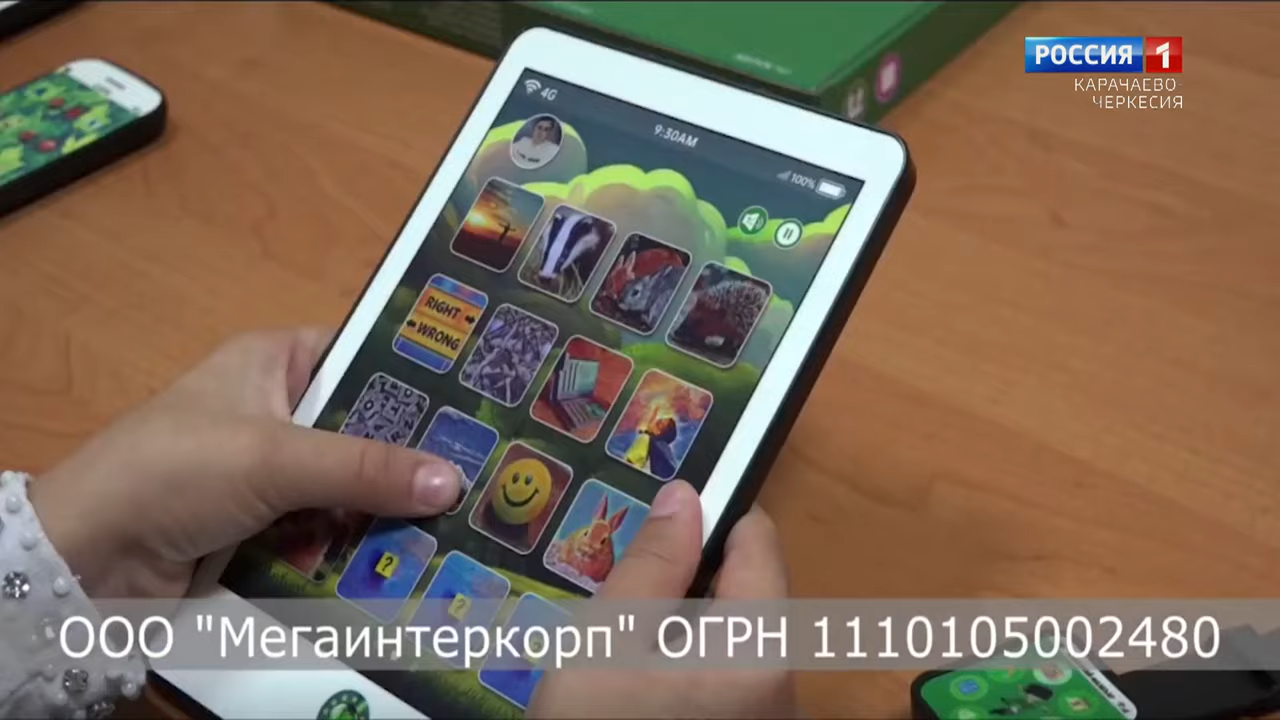 РОССИЯ 1
КАРАЧАЕВО-
ЧЕРКЕСИЯ
4G
9:30AM
100%
RIGHT
WRONG
?
?
ООО "Мегаинтеркорп" ОГРН 1110105002480